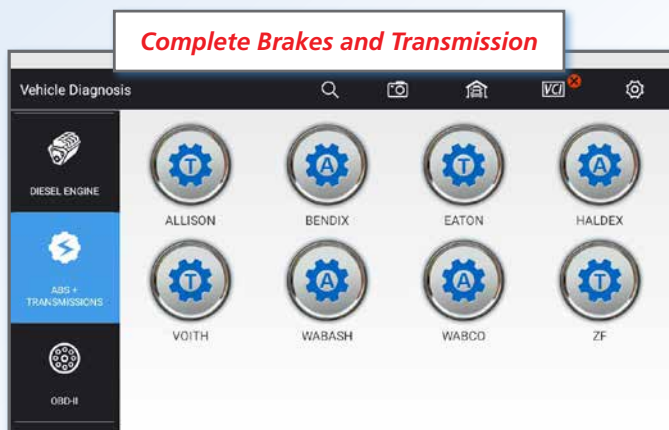 Complete Brakes and Transmission
Vehicle Diagnosis
VCI
DIESEL ENGINE
ABS +
TRANSMISSIONS
OBD-II
T
A
T
A
ALLISON
BENDIX
EATON
HALDEX
T
A
A
T
VOITH
WABASH
WABCO
ZF